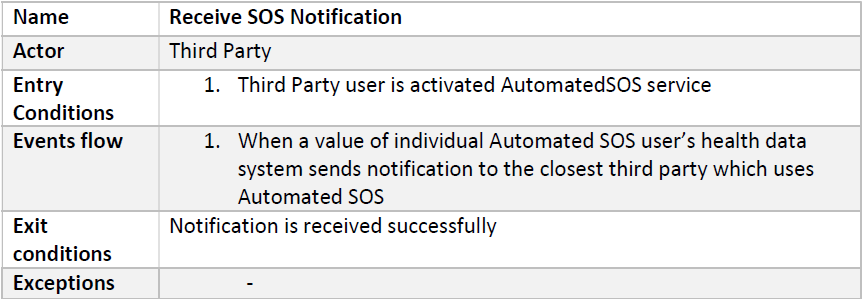 Name Receive SOS Notification
Actor Third Party
Entry Conditions 1. Third Party user is activated AutomatedSOS service
Events flow 1. When a value of individual Automated SOS user's health data
system sends notification to the closest third party which uses
Automated SOS
Exit conditions Notification is received successfully
Exceptions -